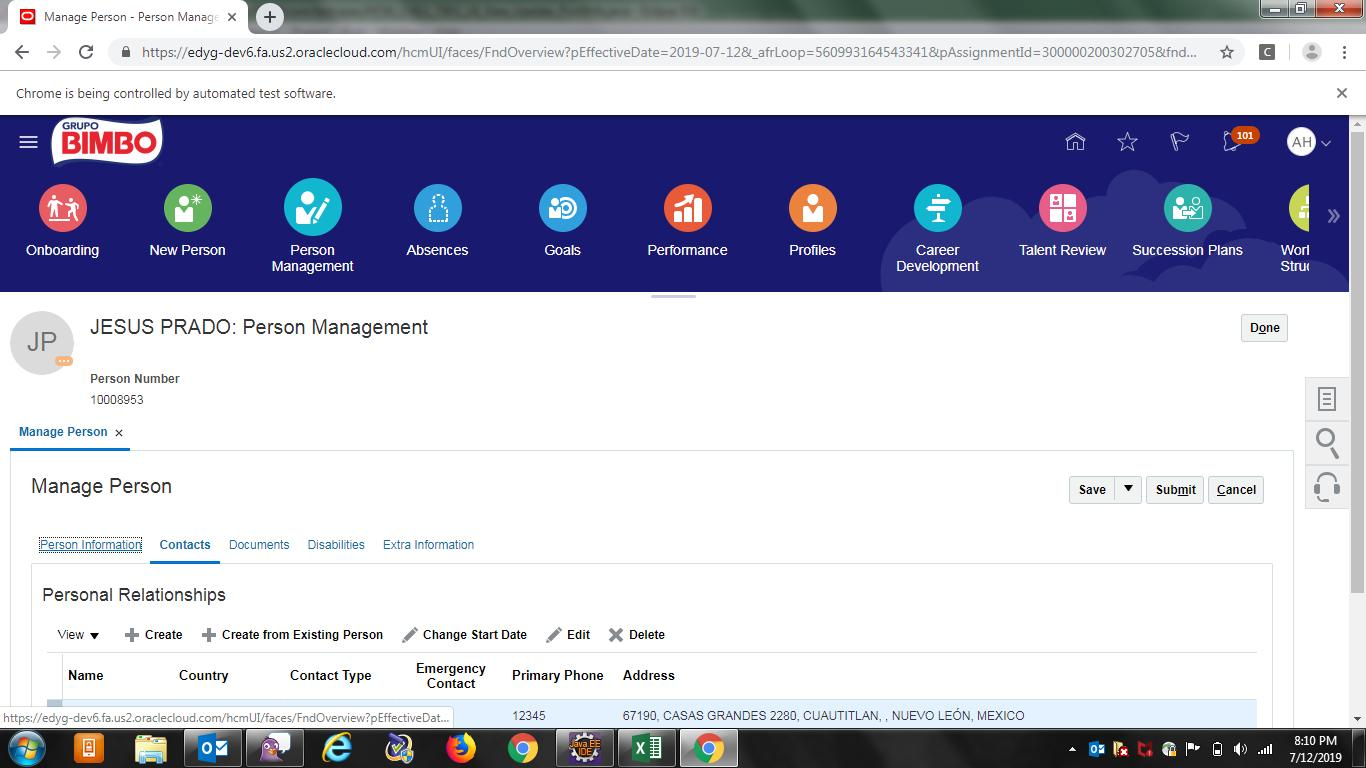 Manage Person - Person Manage
https://edyg-dev6.fa.us2.oraclecloud.com/hcmUI/faces/FndOverview?pEffectiveDate=2019-07-12&_afrLoop=560993164543341&pAssignmentId=300000200302705&fnd...
C
Chrome is being controlled by automated test software.
GRUPO
BIMBO
101
AH
Onboarding
New Person
Person Management
Absences
Goals
Performance
Profiles
Career Development
Talent Review
Succession Plans
Worl
Struc
JP
JESUS PRADO: Person Management
Done
Person Number
10008953
Manage Person
Manage Person
Save
Submit
Cancel
Person Information
Contacts
Documents
Disabilities
Extra Information
Personal Relationships
View
Create
Create from Existing Person
Change Start Date
Edit
Delete
Name
Country
Contact Type
Emergency Contact
Primary Phone
Address
12345
67190, CASAS GRANDES 2280, CUAUTITLAN, , NUEVO LEÓN, MEXICO
https://edyg-dev6.fa.us2.oraclecloud.com/hcmUI/faces/FndOverview?pEffectiveDat...
Java EE
IDE
8:10 PM
7/12/2019